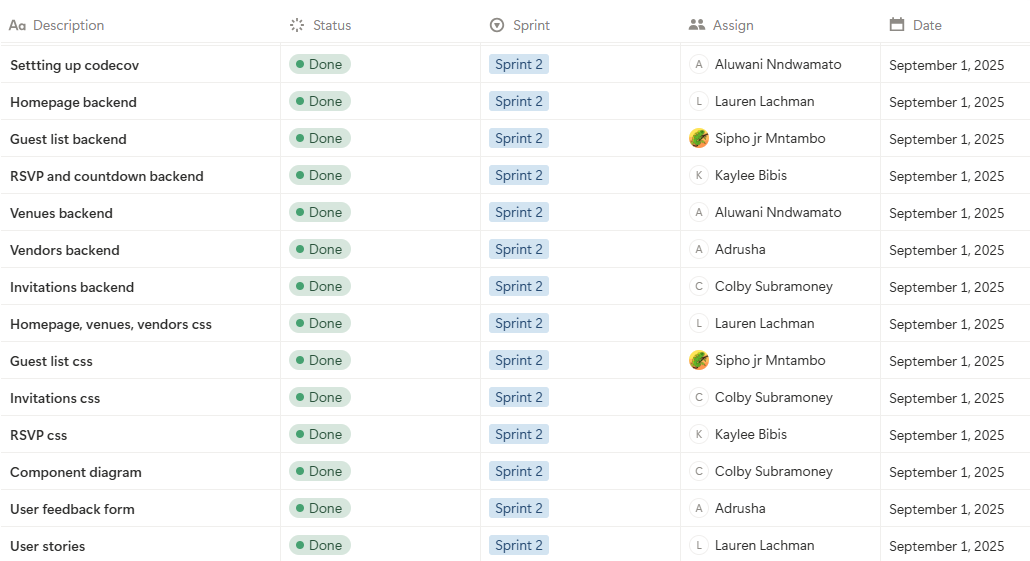 Aa Description Status Sprint Assign Date
Settting up codecov Done Sprint 2 A Aluwani Nndwamato September 1, 2025
Homepage backend Done Sprint 2 L Lauren Lachman September 1, 2025
Guest list backend Done Sprint 2 Sipho jr Mntambo September 1, 2025
RSVP and countdown backend Done Sprint 2 K Kaylee Bibis September 1, 2025
Venues backend Done Sprint 2 A Aluwani Nndwamato September 1, 2025
Vendors backend Done Sprint 2 A Adrusha September 1, 2025
Invitations backend Done Sprint 2 C Colby Subramoney September 1, 2025
Homepage, venues, vendors css Done Sprint 2 L Lauren Lachman September 1, 2025
Guest list css Done Sprint 2 Sipho jr Mntambo September 1, 2025
Invitations css Done Sprint 2 C Colby Subramoney September 1, 2025
RSVP css Done Sprint 2 K Kaylee Bibis September 1, 2025
Component diagram Done Sprint 2 C Colby Subramoney September 1, 2025
User feedback form Done Sprint 2 A Adrusha September 1, 2025
User stories Done Sprint 2 L Lauren Lachman September 1, 2025